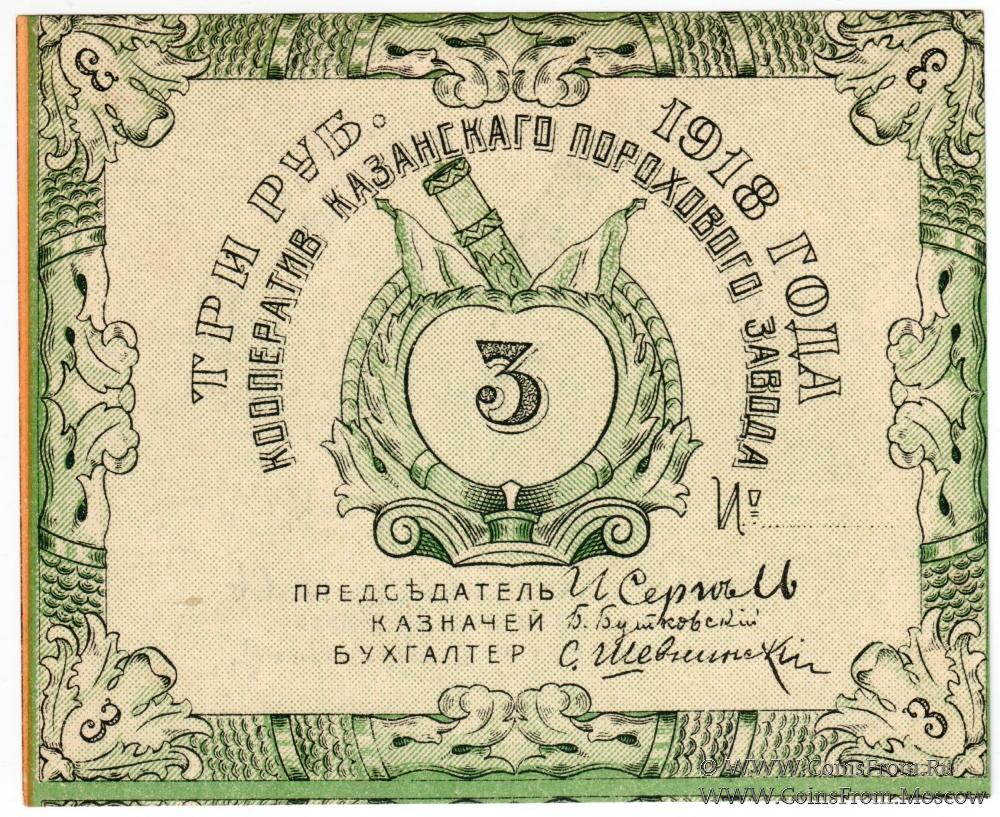 ТРИ РУБ. 1918 ГОДА
КООПЕРАТИВ КАЗАНСКАГО ПОРОХОВОГО ЗАВОДА
3 3
3
№
ПРЕДСѢДАТЕЛЬ И Сергѣль
КАЗНАЧЕЙ Б. Бутковскій
БУХГАЛТЕР С.
3 3
© WWW.CoinsFrom.Ru
WWW.CoinsFrom.Moscow